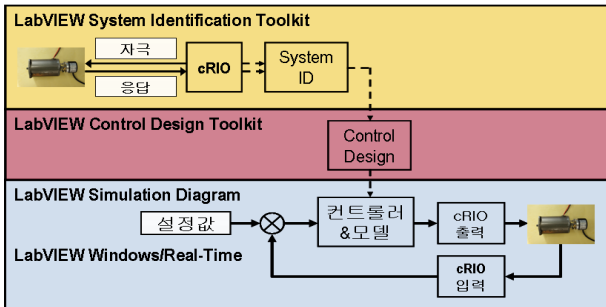 LabVIEW System Identification Toolkit
자극
응답
cRIO
System
ID
LabVIEW Control Design Toolkit
Control
Design
LabVIEW Simulation Diagram
설정값
컨트롤러
&모델
cRIO
출력
LabVIEW Windows/Real-Time
cRIO
입력